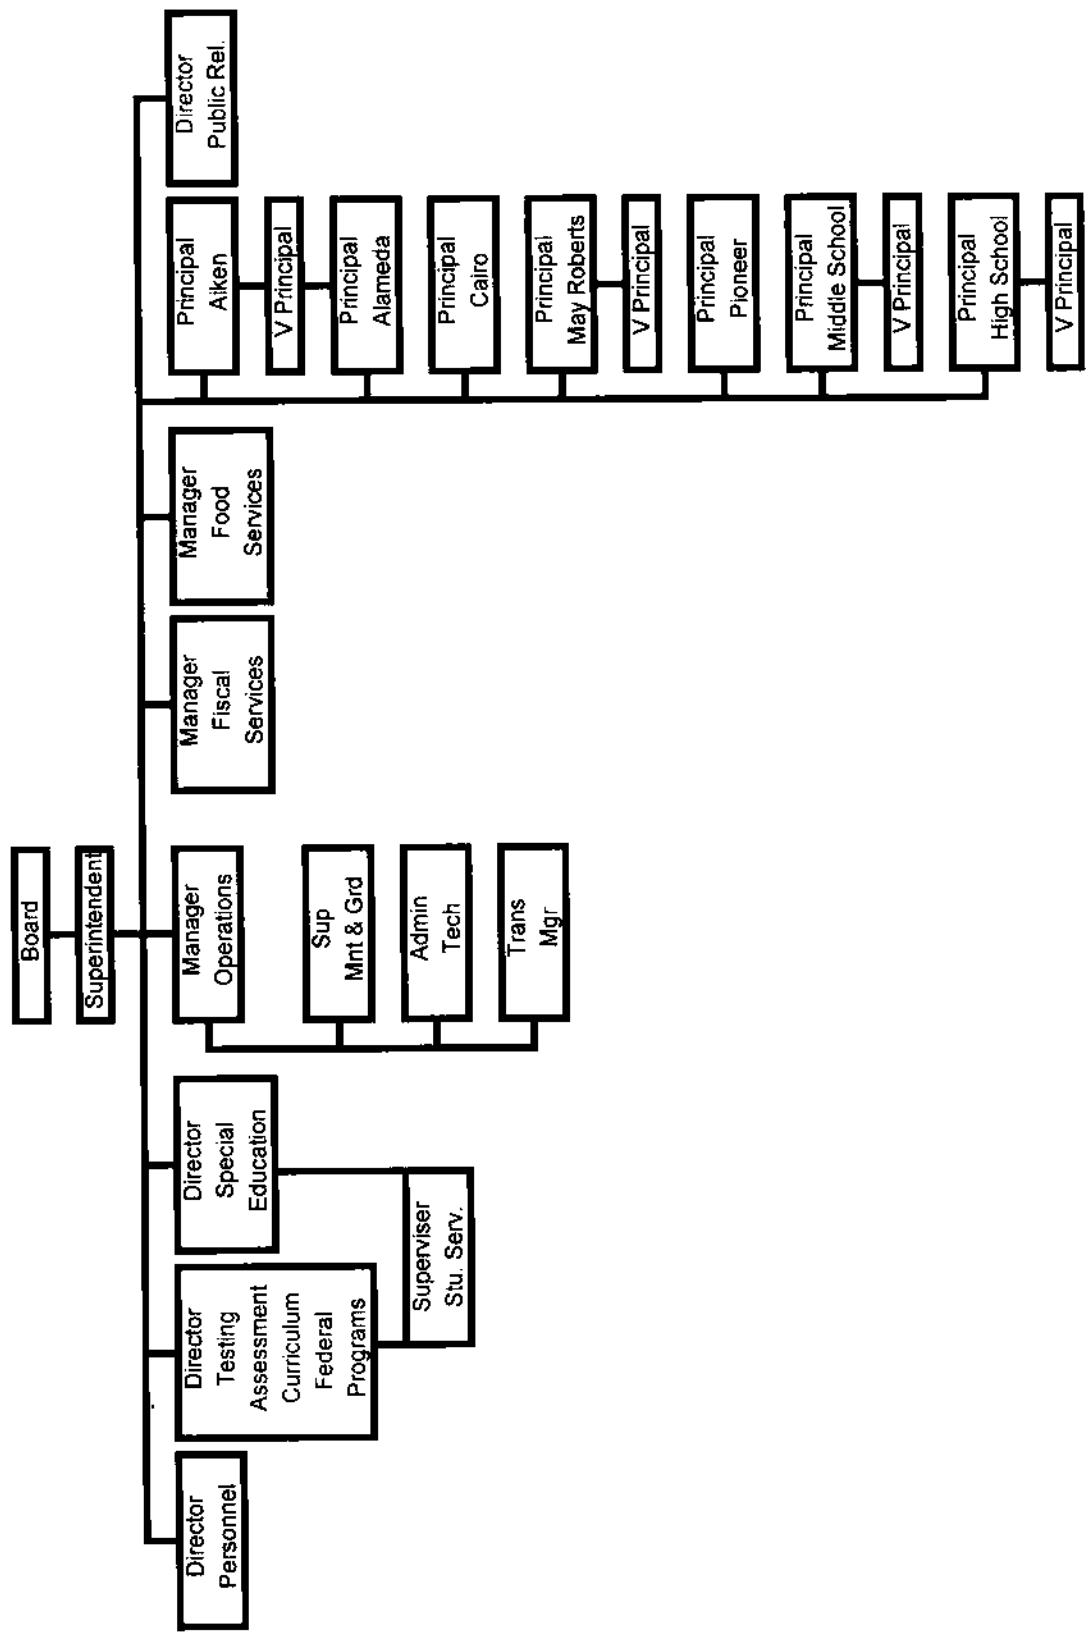 Board
Superintendent
Director
Personnel
Director
Testing
Assessment
Curriculum
Federal
Programs
Director
Special
Education
Superviser
Stu. Serv.
Manager
Operations
Sup
Mnt & Grd
Admin
Tech
Trans
Mgr
Manager
Fiscal
Services
Manager
Food
Services
Principal
Aiken
V Principal
Principal
Alameda
Principal
Cairo
Principal
May Roberts
V Principal
Principal
Pioneer
Principal
Middle School
V Principal
Principal
High School
V Principal
Director
Public Rel.